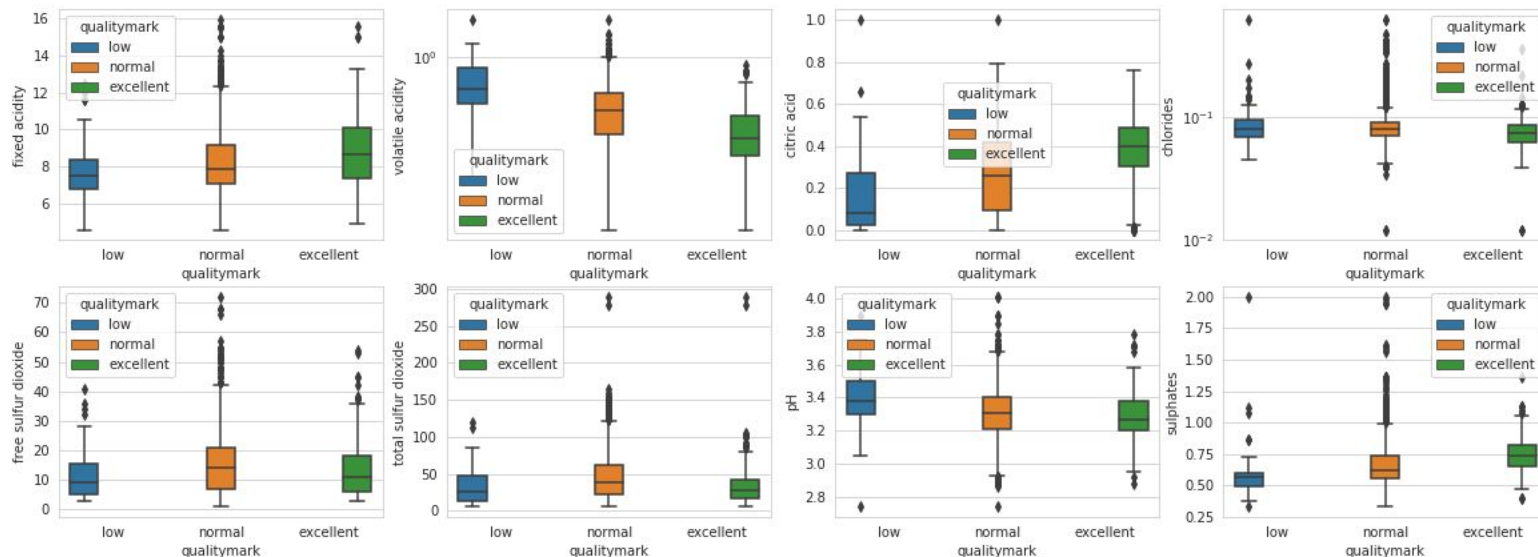 fixed acidity
16
14
12
10
8
6
qualitymark
low
normal
excellent
low normal excellent
qualitymark
volatile acidity
10⁰
qualitymark
low
normal
excellent
normal excellent
qualitymark
citric acid
1.0
0.8
0.6
0.4
0.2
0.0
qualitymark
low
normal
excellent
low normal excellent
qualitymark
chlorides
10⁻¹
10⁻²
qualitymark
low
normal
excellent
low normal excellent
qualitymark
free sulfur dioxide
70
60
50
40
30
20
10
0
qualitymark
low
normal
excellent
low normal excellent
qualitymark
total sulfur dioxide
300
250
200
150
100
50
0
qualitymark
low
normal
excellent
low normal excellent
qualitymark
pH
4.0
3.8
3.6
3.4
3.2
3.0
2.8
qualitymark
low
normal
excellent
low normal excellent
qualitymark
sulphates
2.00
1.75
1.50
1.25
1.00
0.75
0.50
0.25
qualitymark
low
normal
excellent
low normal excellent
qualitymark